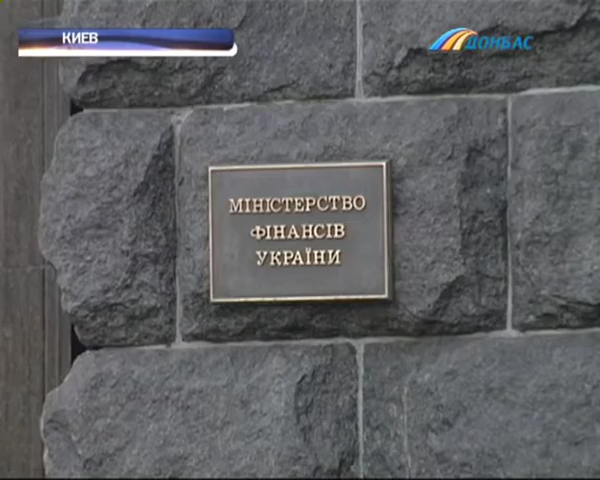 КИЕВ
ДОНБАС
МІНІСТЕРСТВО
ФІНАНСІВ
УКРАЇНИ